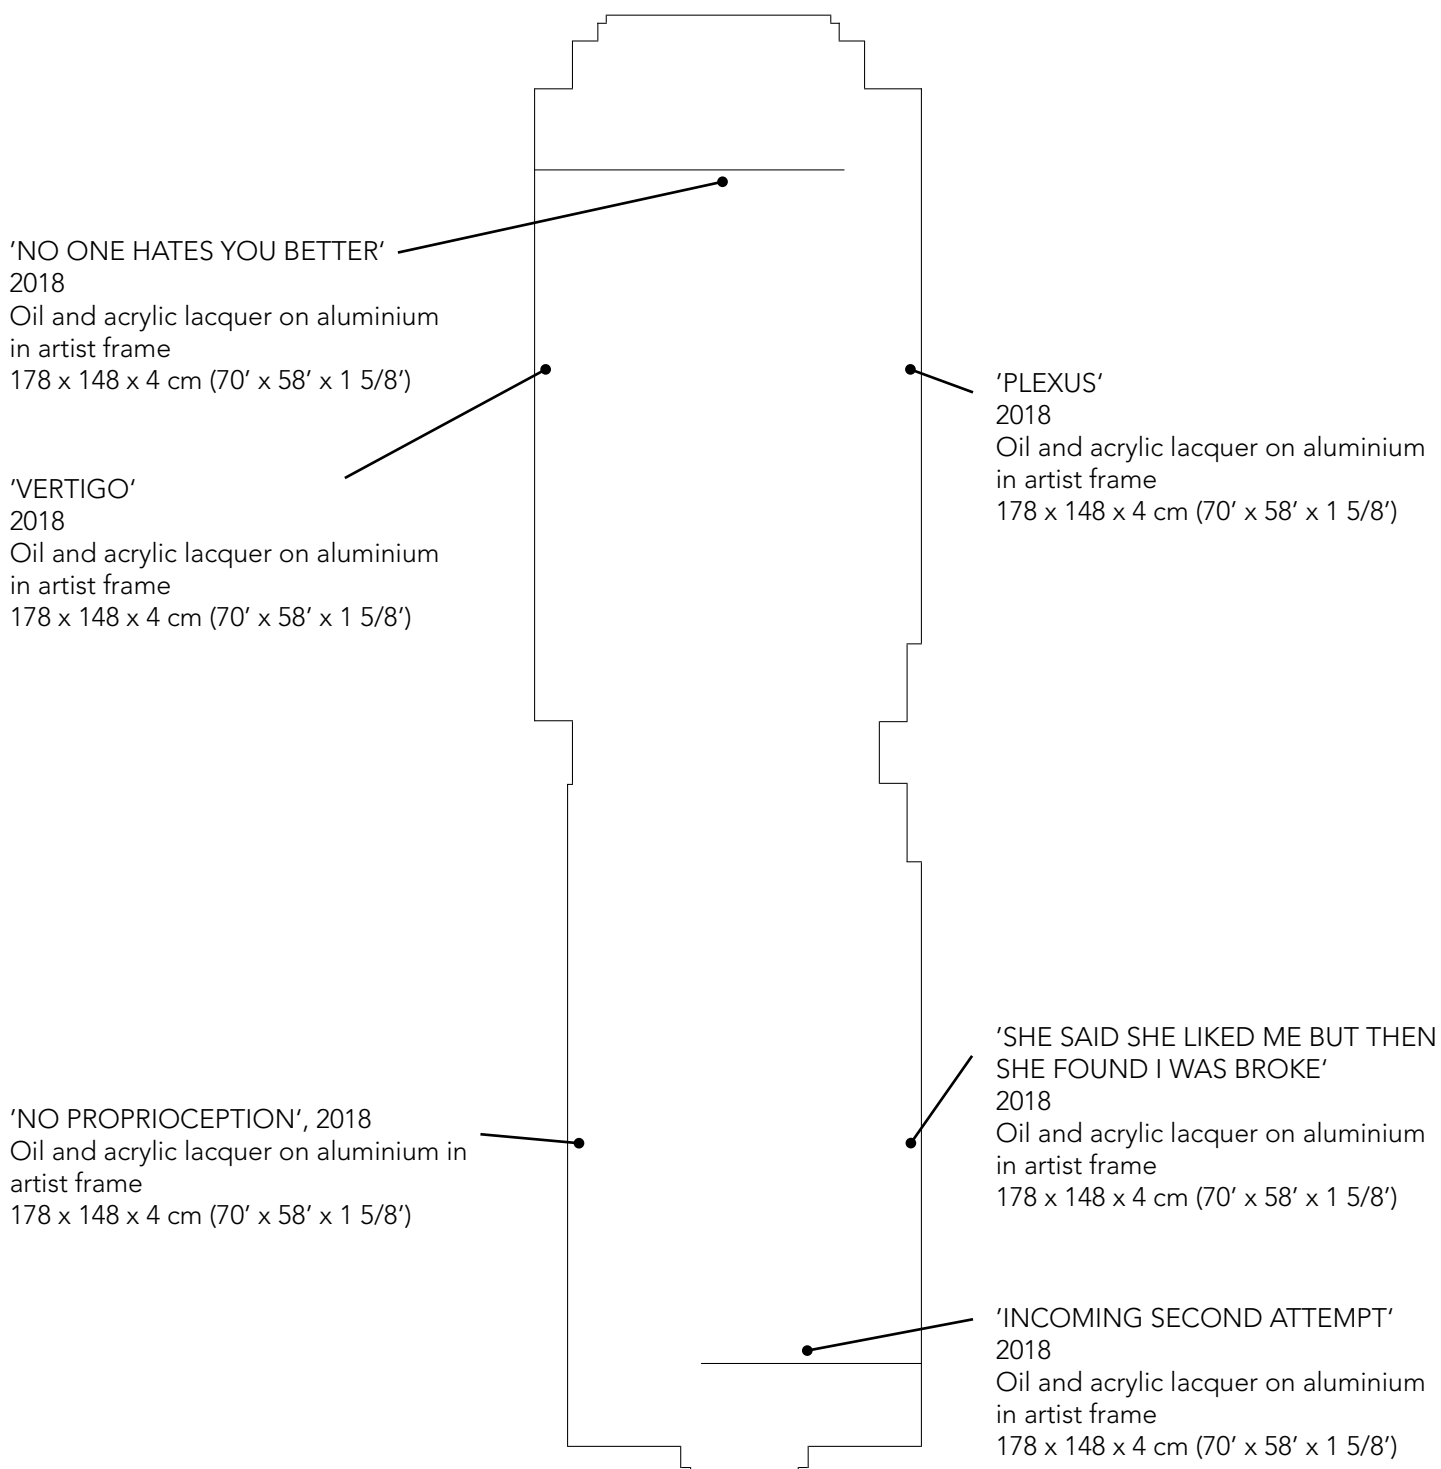 ’NO ONE HATES YOU BETTER‘
2018
Oil and acrylic lacquer on aluminium
in artist frame
178 x 148 x 4 cm (70’ x 58’ x 1 5/8’)
’VERTIGO‘
2018
Oil and acrylic lacquer on aluminium
in artist frame
178 x 148 x 4 cm (70’ x 58’ x 1 5/8’)
’PLEXUS‘
2018
Oil and acrylic lacquer on aluminium
in artist frame
178 x 148 x 4 cm (70’ x 58’ x 1 5/8’)
’NO PROPRIOCEPTION‘, 2018
Oil and acrylic lacquer on aluminium in
artist frame
178 x 148 x 4 cm (70’ x 58’ x 1 5/8’)
’SHE SAID SHE LIKED ME BUT THEN
SHE FOUND I WAS BROKE‘
2018
Oil and acrylic lacquer on aluminium
in artist frame
178 x 148 x 4 cm (70’ x 58’ x 1 5/8’)
’INCOMING SECOND ATTEMPT‘
2018
Oil and acrylic lacquer on aluminium
in artist frame
178 x 148 x 4 cm (70’ x 58’ x 1 5/8’)